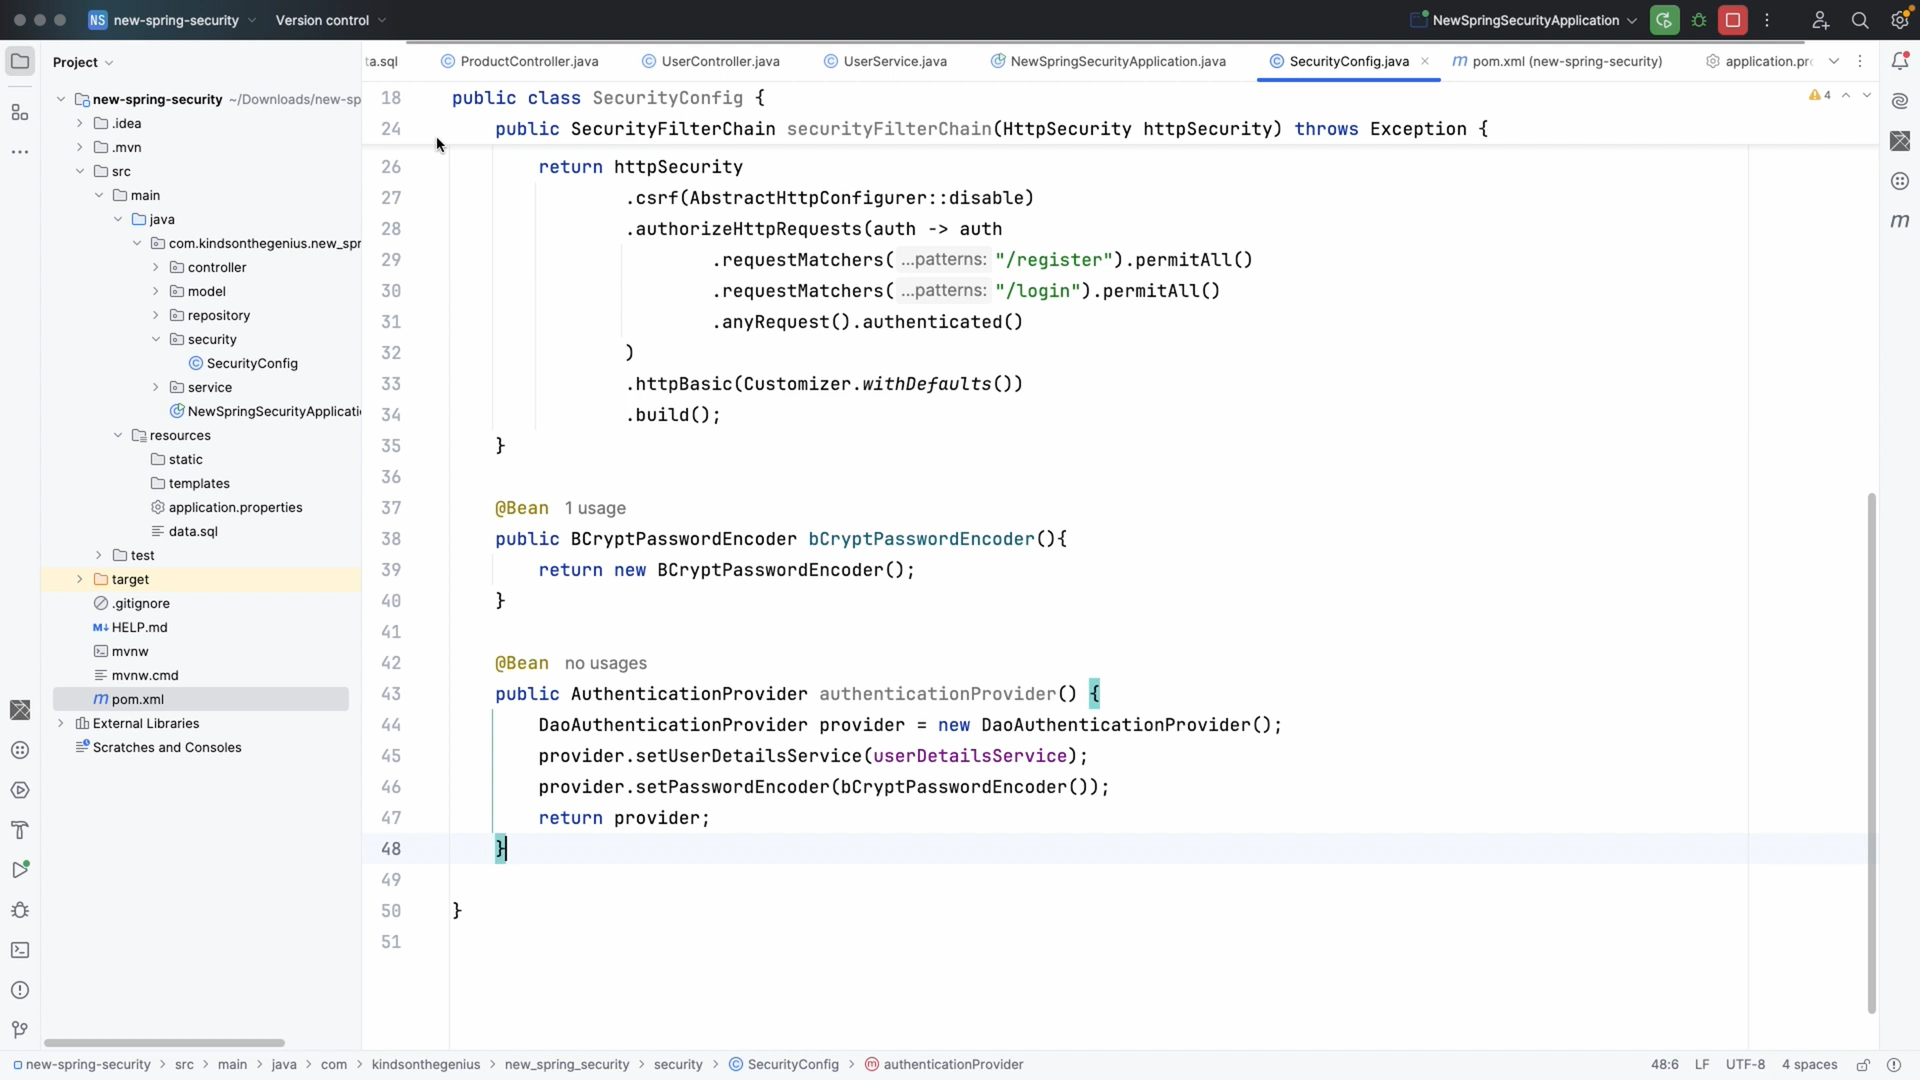 NS new-spring-security Version control NewSpringSecurityApplication
Project
ta.sql ProductController.java UserController.java UserService.java NewSpringSecurityApplication.java SecurityConfig.java pom.xml (new-spring-security) application.pr
new-spring-security ~/Downloads/new-sp
.idea
.mvn
src
main
java
com.kindsonthegenius.new_spr
controller
model
repository
security
SecurityConfig
service
NewSpringSecurityApplicati
resources
static
templates
application.properties
data.sql
test
target
.gitignore
M↓ HELP.md
mvnw
mvnw.cmd
m pom.xml
External Libraries
Scratches and Consoles
4
18 public class SecurityConfig {
24 public SecurityFilterChain securityFilterChain(HttpSecurity httpSecurity) throws Exception {
26 return httpSecurity
27 .csrf(AbstractHttpConfigurer::disable)
28 .authorizeHttpRequests(auth -> auth
29 .requestMatchers( ...patterns: "/register").permitAll()
30 .requestMatchers( ...patterns: "/login").permitAll()
31 .anyRequest().authenticated()
32 )
33 .httpBasic(Customizer.withDefaults())
34 .build();
35 }
36
37 @Bean 1 usage
38 public BCryptPasswordEncoder bCryptPasswordEncoder(){
39 return new BCryptPasswordEncoder();
40 }
41
42 @Bean no usages
43 public AuthenticationProvider authenticationProvider() {
44 DaoAuthenticationProvider provider = new DaoAuthenticationProvider();
45 provider.setUserDetailsService(userDetailsService);
46 provider.setPasswordEncoder(bCryptPasswordEncoder());
47 return provider;
48 }
49
50 }
51
new-spring-security > src > main > java > com > kindsonthegenius > new_spring_security > security > SecurityConfig > authenticationProvider 48:6 LF UTF-8 4 spaces